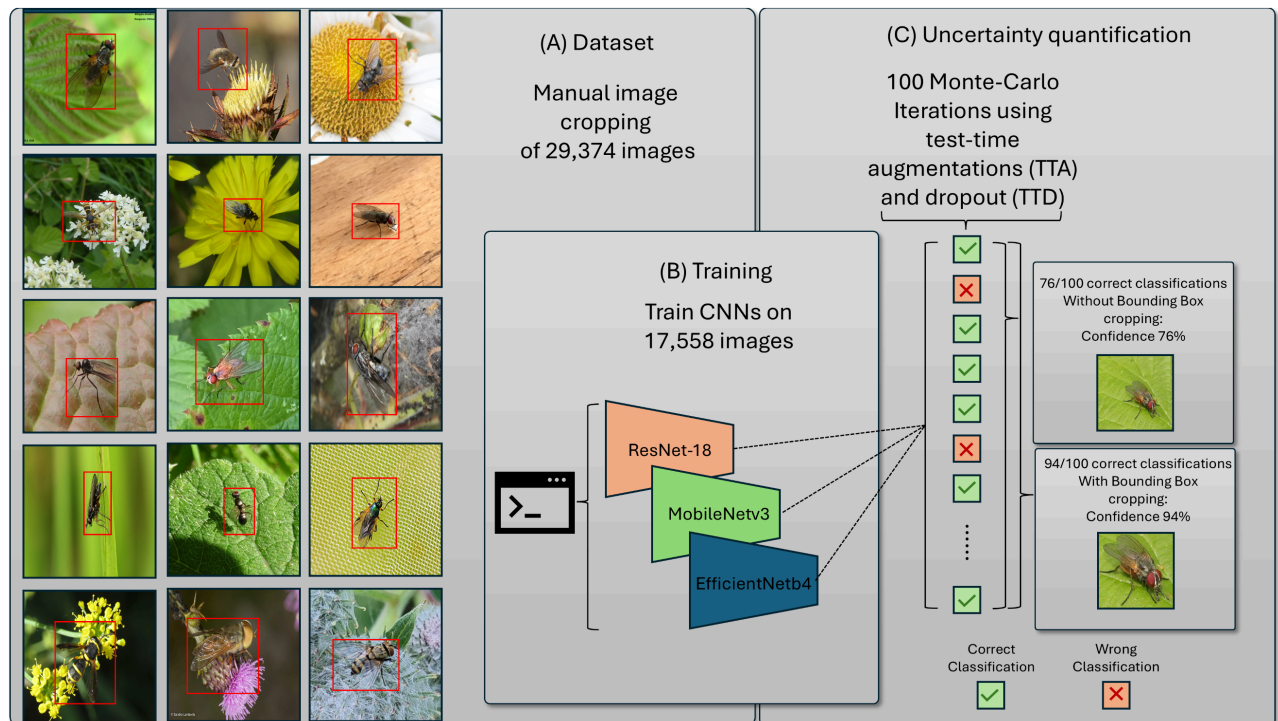 (A) Dataset
Manual image
cropping
of 29,374 images
(B) Training
Train CNNs on
17,558 images
ResNet-18
MobileNetv3
EfficientNetb4
(C) Uncertainty quantification
100 Monte-Carlo
Iterations using
test-time
augmentations (TTA)
and dropout (TTD)
76/100 correct classifications
Without Bounding Box
cropping:
Confidence 76%
94/100 correct classifications
With Bounding Box
cropping:
Confidence 94%
Correct
Classification
Wrong
Classification